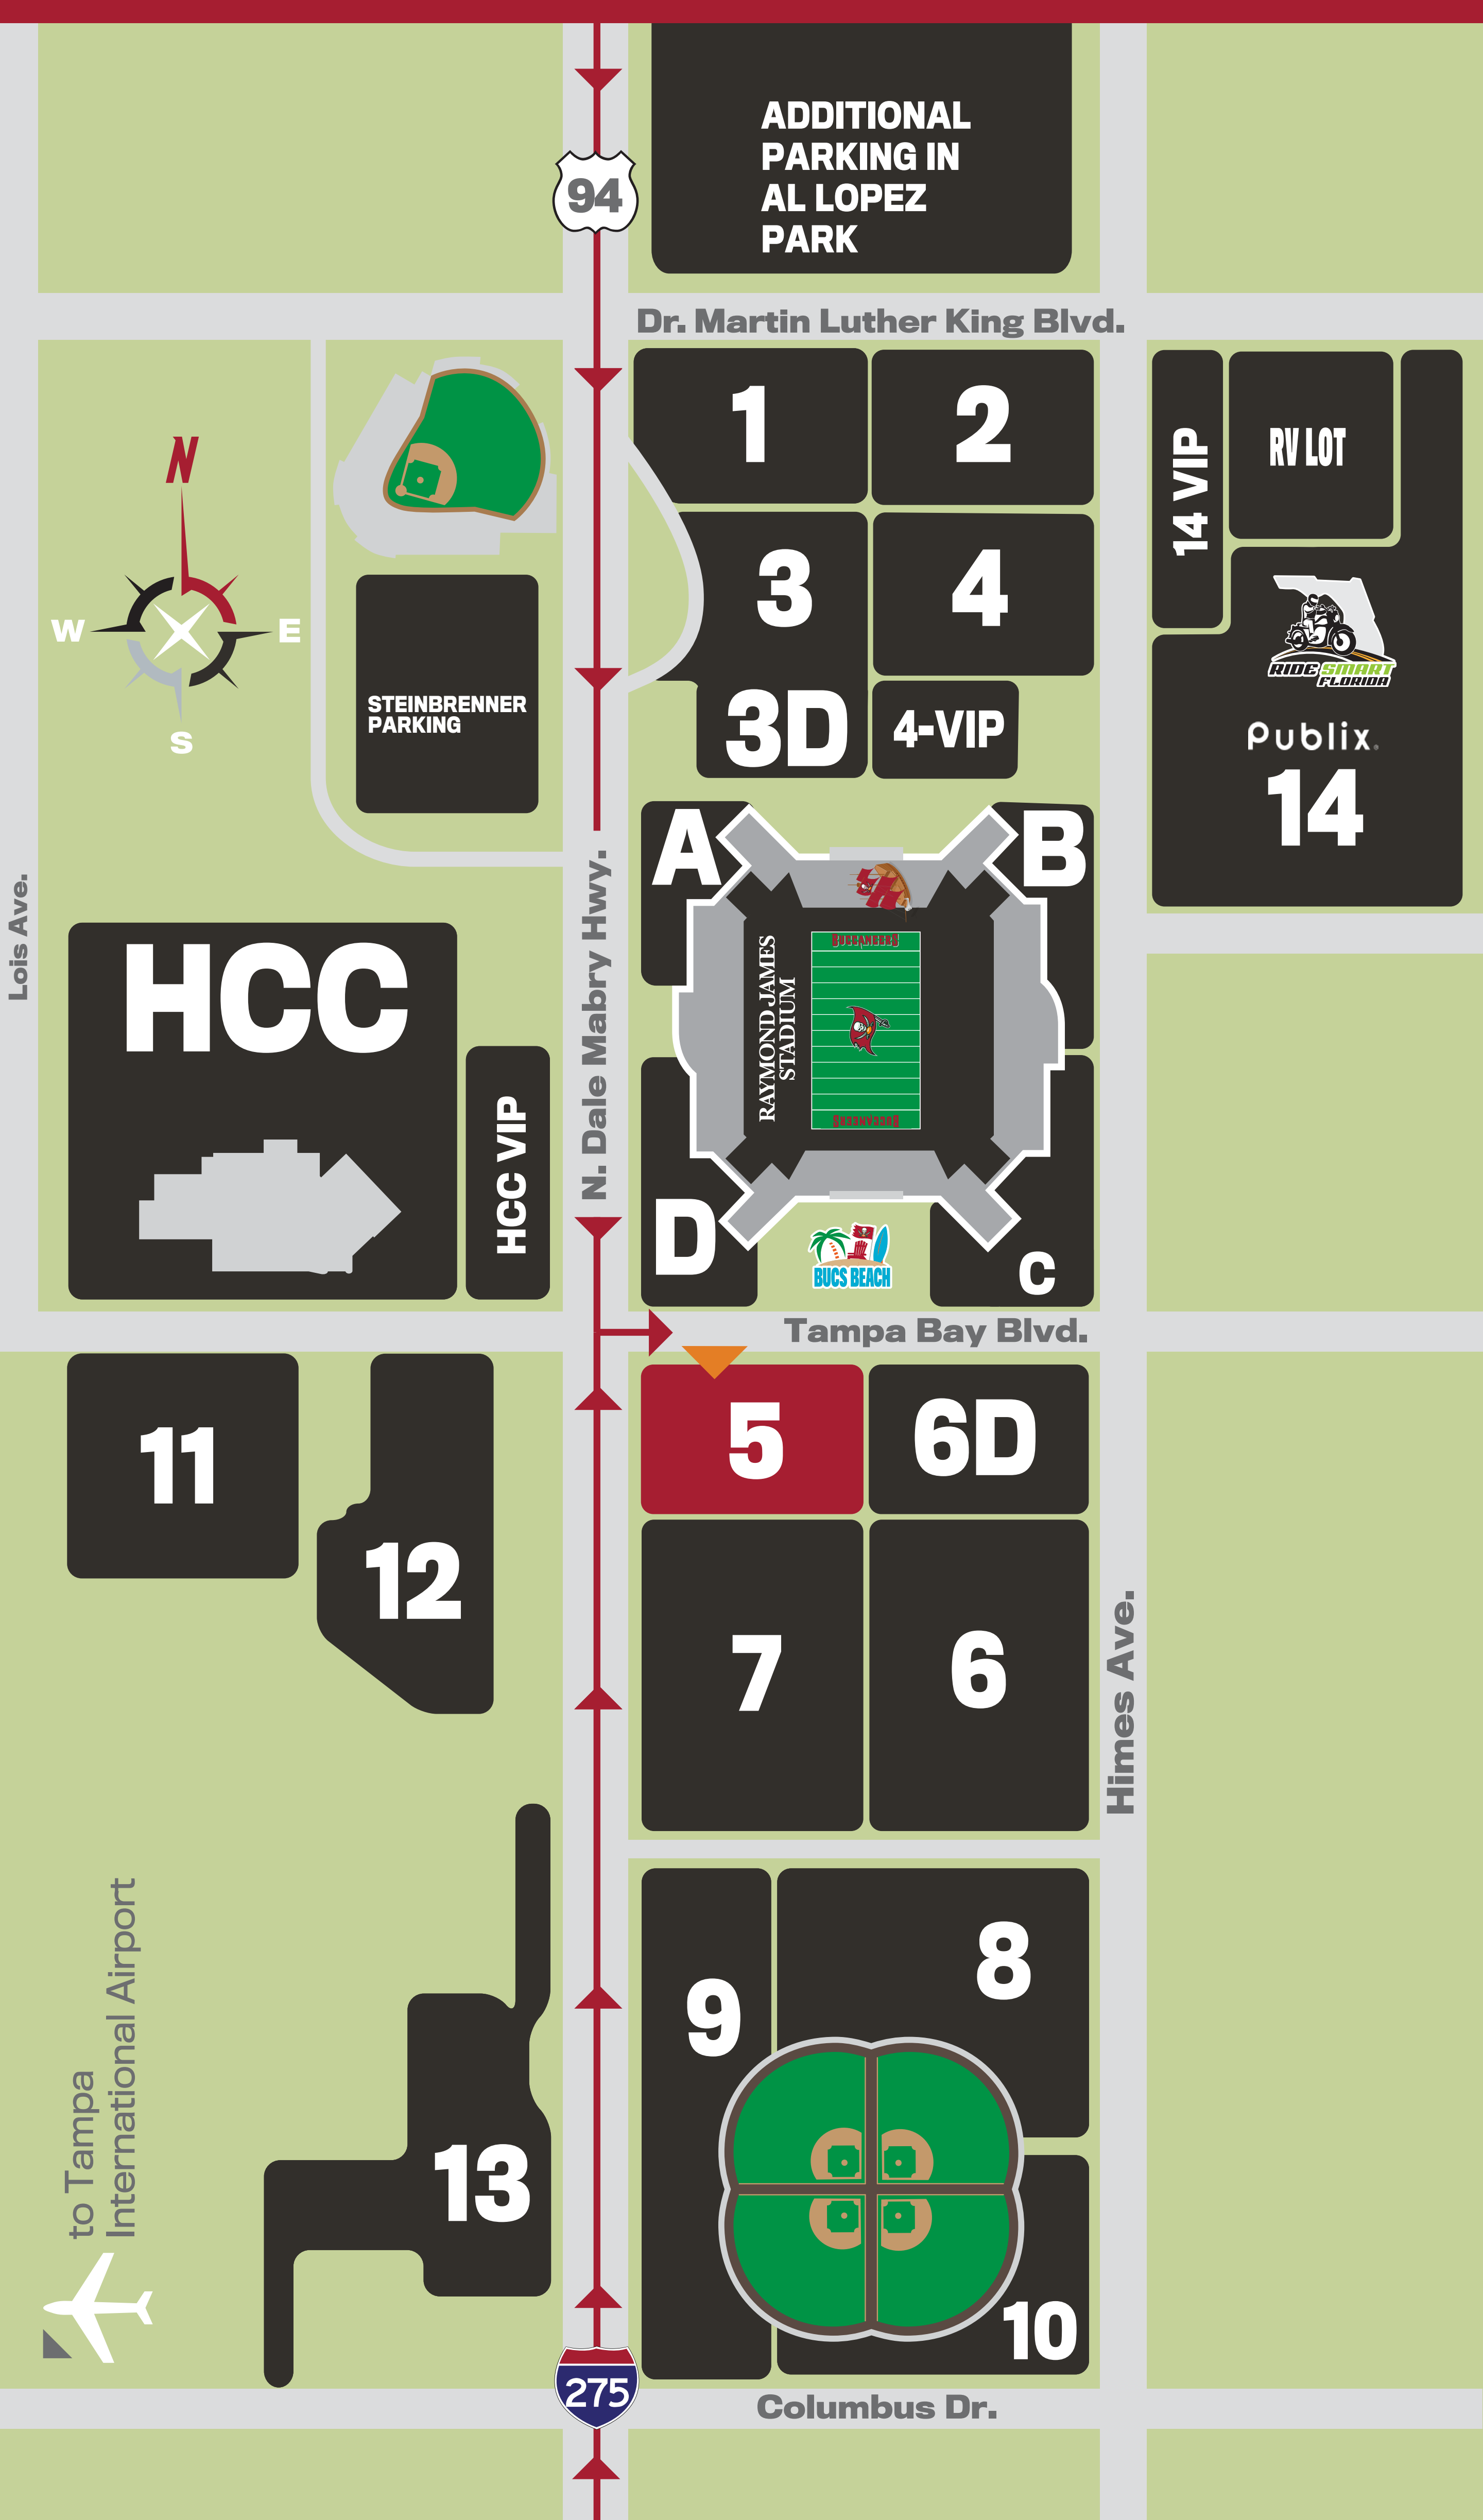 ADDITIONAL
PARKING IN
AL LOPEZ
PARK
94
Dr. Martin Luther King Blvd.
1
2
14 VIP
RV LOT
N
W
E
S
3
4
STEINBRENNER
PARKING
3D
4-VIP
RIDE SMART
FLORIDA
Publix
14
A
B
Lois Ave.
HCC
HCC VIP
N. Dale Mabry Hwy.
BUCCANEERS
RAYMOND JAMES
STADIUM
BUCCANEERS
D
BUCS BEACH
C
Tampa Bay Blvd.
5
6D
11
12
7
6
Himes Ave.
9
8
to Tampa
International Airport
13
10
275
Columbus Dr.